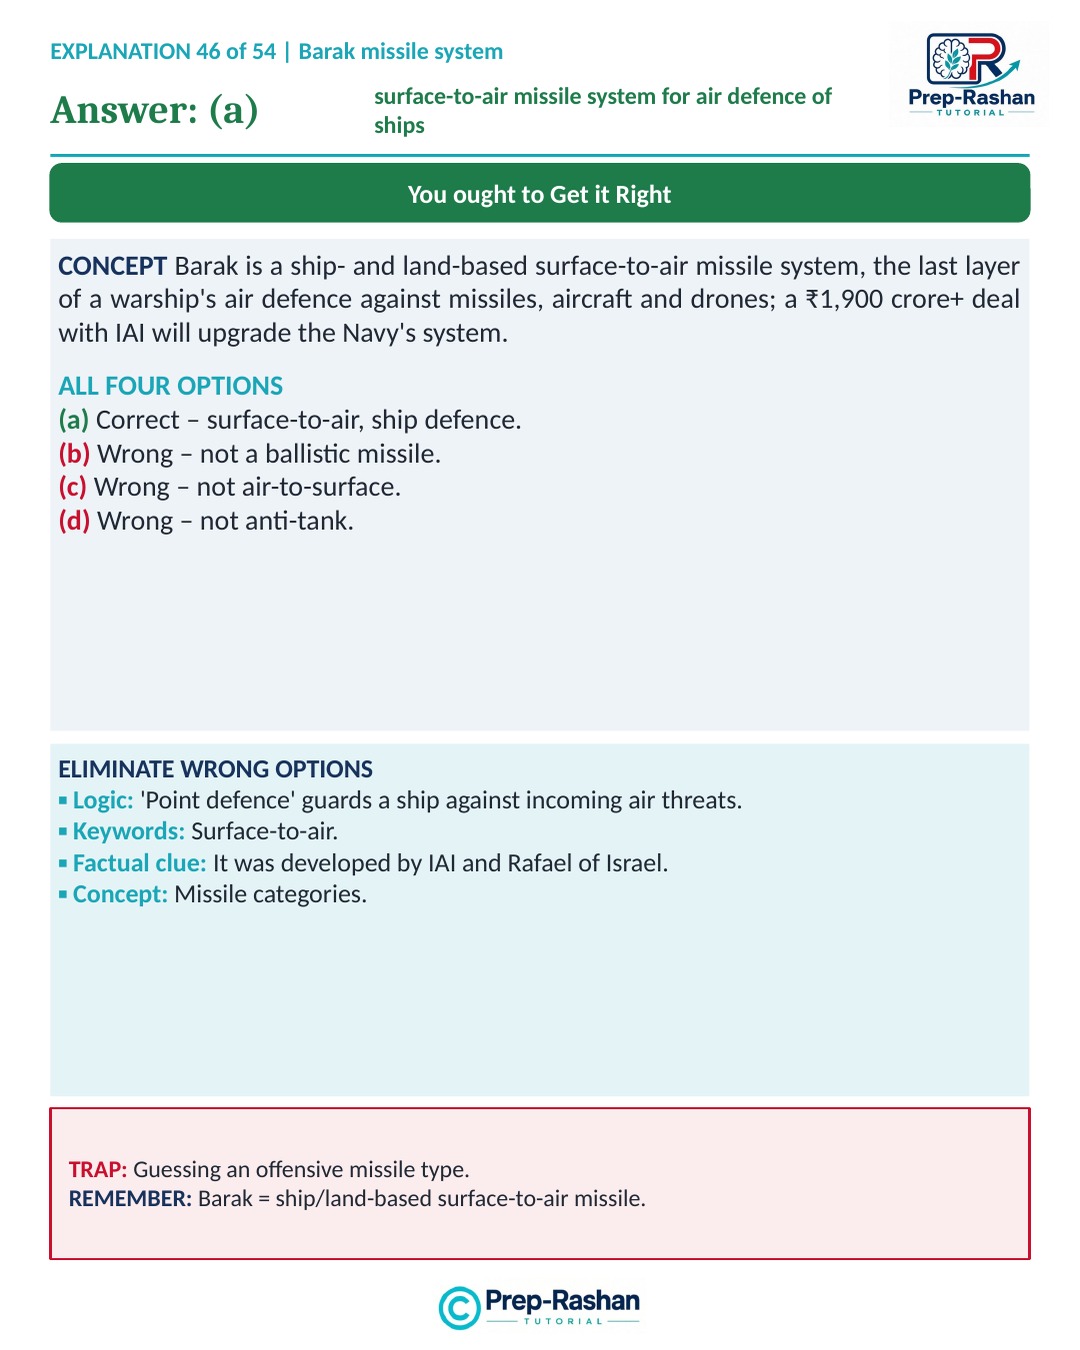 EXPLANATION 46 of 54 | Barak missile system
Prep-Rashan
TUTORIAL
Answer: (a)
surface-to-air missile system for air defence of
ships
You ought to Get it Right
CONCEPT Barak is a ship- and land-based surface-to-air missile system, the last layer
of a warship's air defence against missiles, aircraft and drones; a ₹1,900 crore+ deal
with IAI will upgrade the Navy's system.
ALL FOUR OPTIONS
(a) Correct – surface-to-air, ship defence.
(b) Wrong – not a ballistic missile.
(c) Wrong – not air-to-surface.
(d) Wrong – not anti-tank.
ELIMINATE WRONG OPTIONS
▪ Logic: 'Point defence' guards a ship against incoming air threats.
▪ Keywords: Surface-to-air.
▪ Factual clue: It was developed by IAI and Rafael of Israel.
▪ Concept: Missile categories.
TRAP: Guessing an offensive missile type.
REMEMBER: Barak = ship/land-based surface-to-air missile.
© Prep-Rashan
TUTORIAL